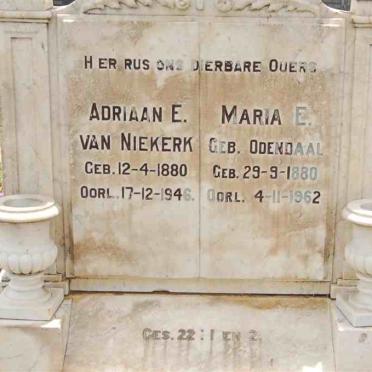 HIER RUS ONS DIERBARE OUERS
ADRIAAN E.
VAN NIEKERK
GEB. 12-4-1880
OORL. 17-12-1946.
MARIA E.
GEB. ODENDAAL
GEB. 29-9-1880
OORL. 4-11-1962
GES. 22:1 EN 2.